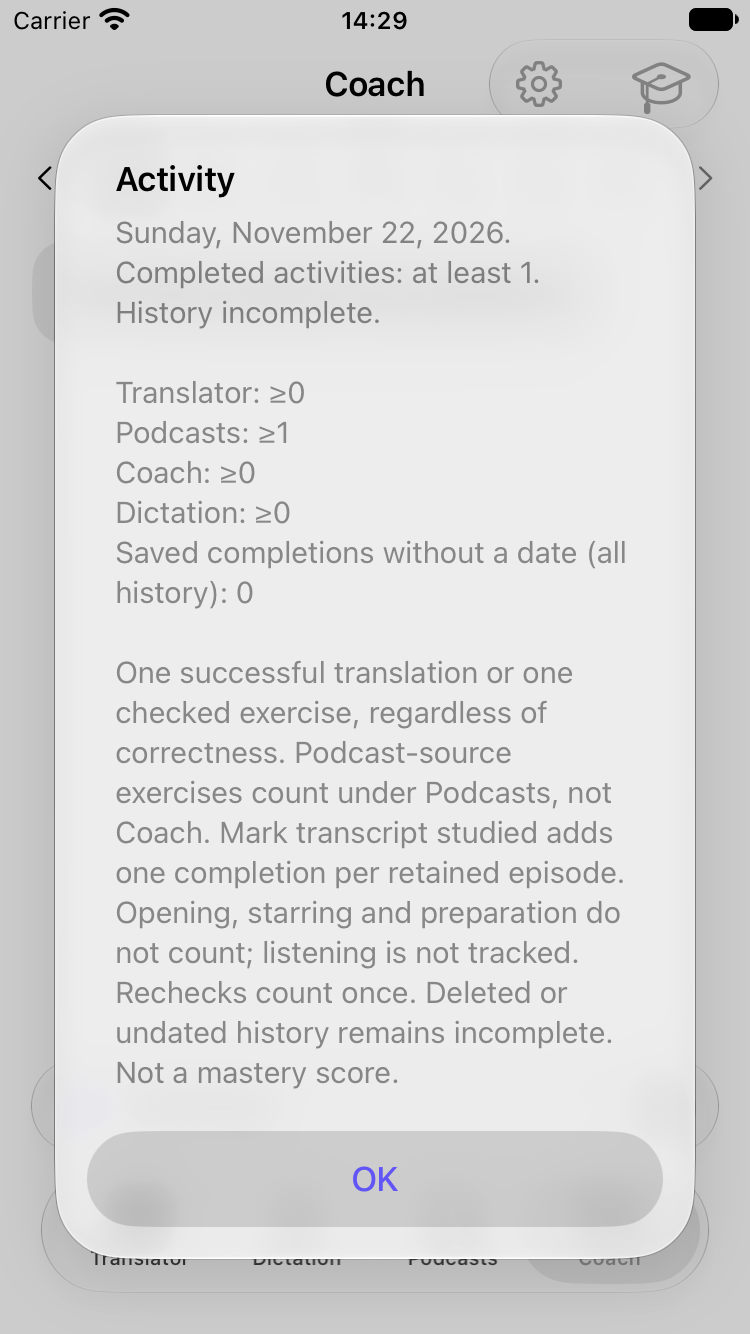 Carrier
14:29
Coach
Activity
Sunday, November 22, 2026.
Completed activities: at least 1.
History incomplete.
Translator: ≥0
Podcasts: ≥1
Coach: ≥0
Dictation: ≥0
Saved completions without a date (all
history): 0
One successful translation or one
checked exercise, regardless of
correctness. Podcast-source
exercises count under Podcasts, not
Coach. Mark transcript studied adds
one completion per retained episode.
Opening, starring and preparation do
not count; listening is not tracked.
Rechecks count once. Deleted or
undated history remains incomplete.
Not a mastery score.
OK
Translator Dictation Podcasts Coach